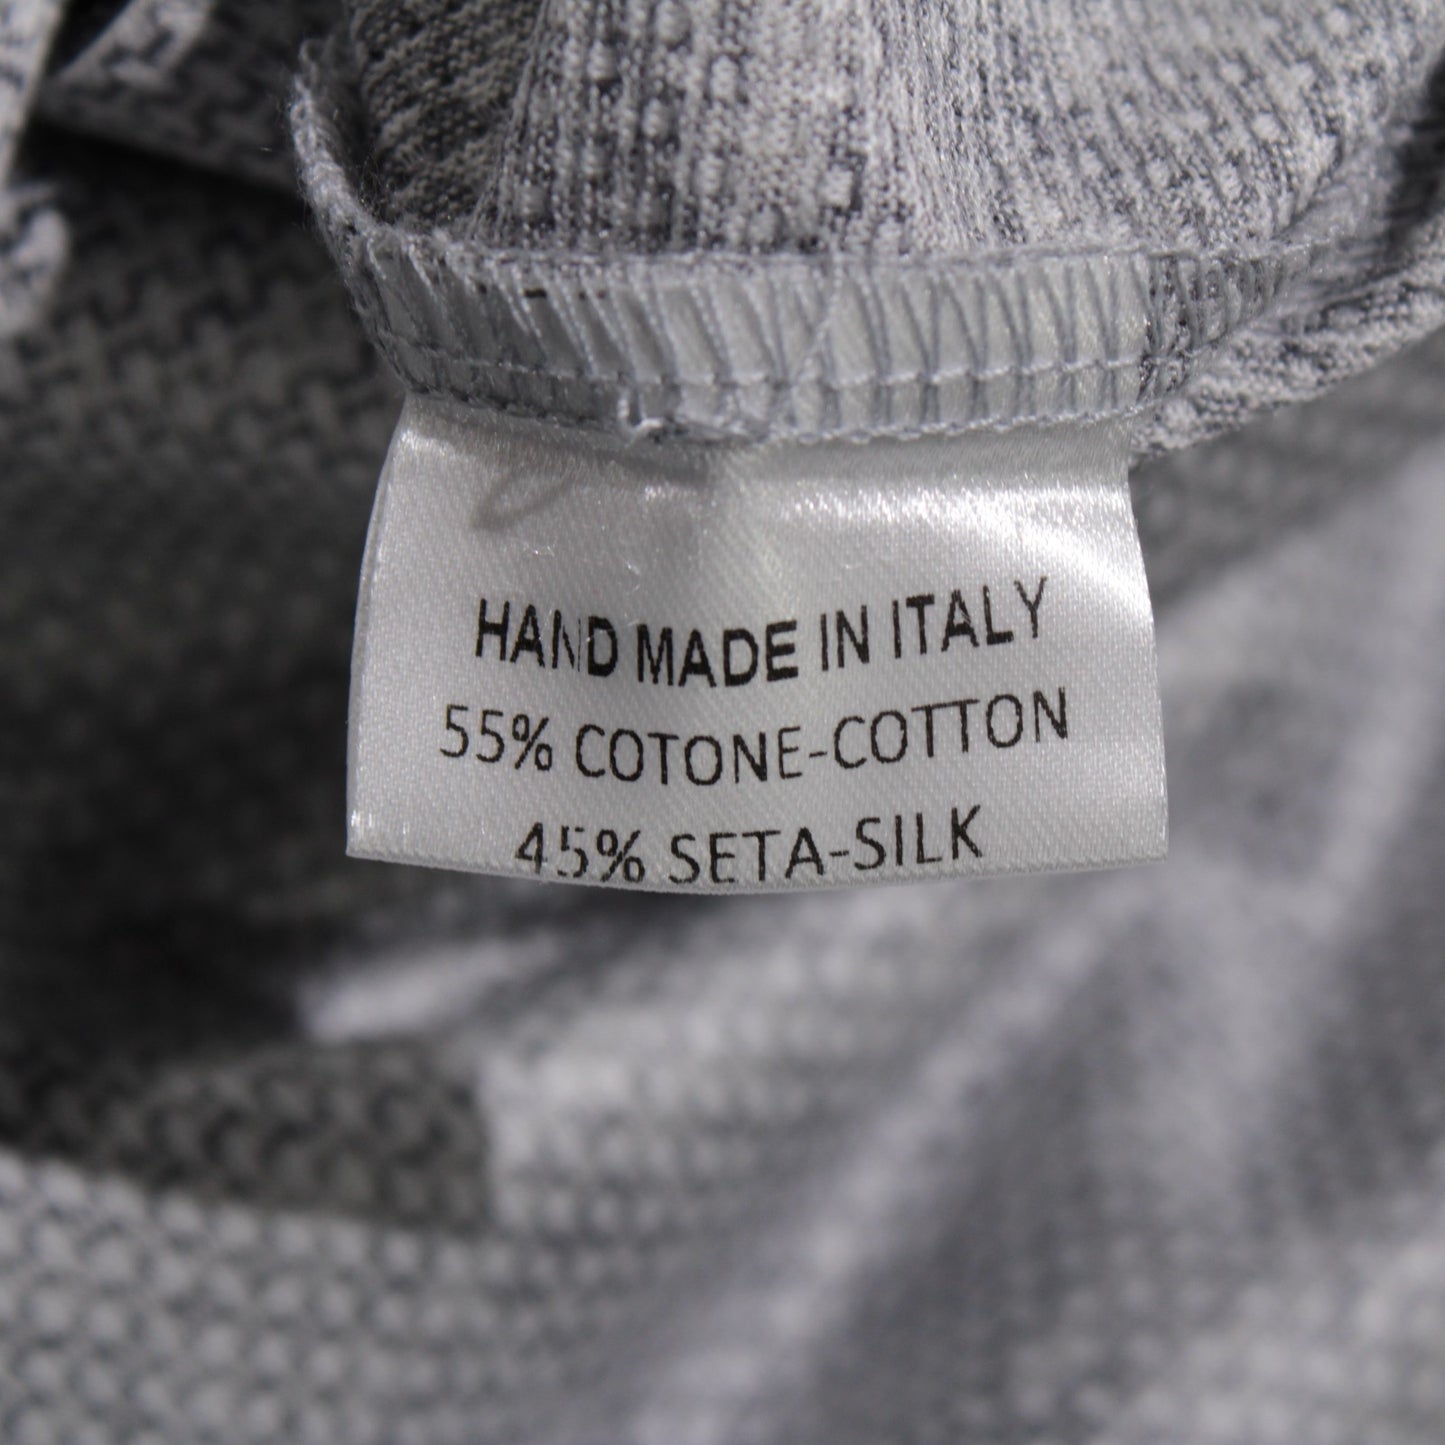 HAND MADE IN ITALY
55% COTONE-COTTON
45% SETA-SILK